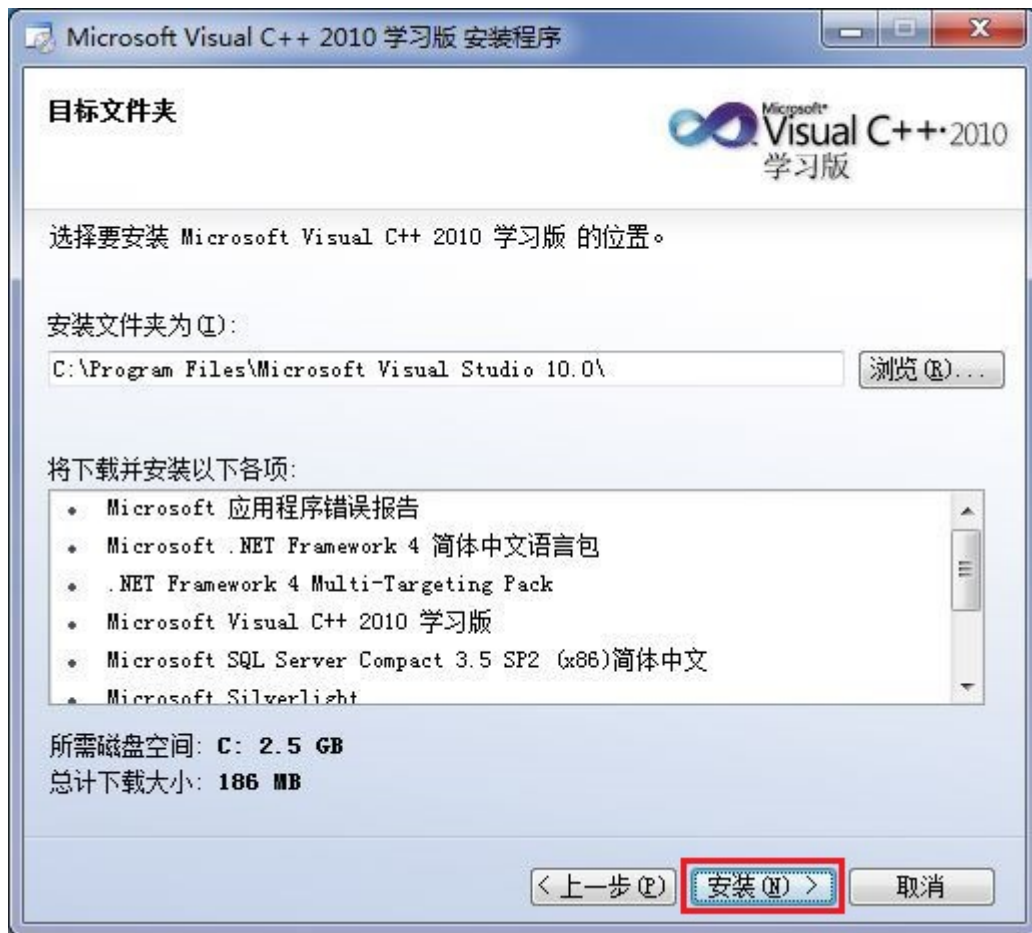 Microsoft Visual C++ 2010 学习版 安装程序
目标文件夹
Microsoft®
Visual C++·2010
学习版
选择要安装 Microsoft Visual C++ 2010 学习版 的位置。
安装文件夹为(I):
C:\Program Files\Microsoft Visual Studio 10.0\
浏览(R)...
将下载并安装以下各项:
Microsoft 应用程序错误报告
Microsoft .NET Framework 4 简体中文语言包
.NET Framework 4 Multi-Targeting Pack
Microsoft Visual C++ 2010 学习版
Microsoft SQL Server Compact 3.5 SP2 (x86)简体中文
Microsoft Silverlight
所需磁盘空间: C: 2.5 GB
总计下载大小: 186 MB
< 上一步(P) 安装(N) > 取消